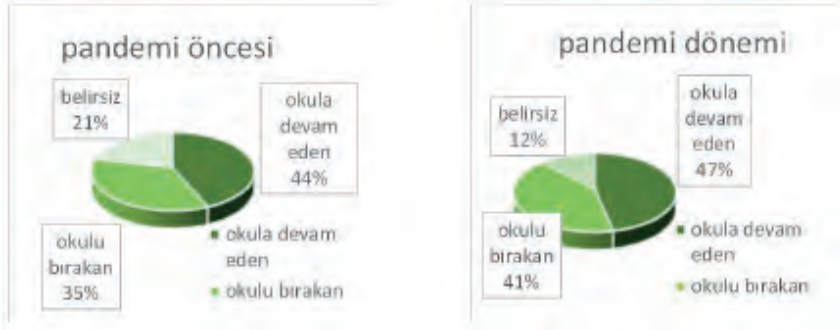 pandemi öncesi
belirsiz
21%
okula
devam
eden
44%
okulu
bırakan
35%
okula devam
eden
okulu bırakan
pandemi dönemi
belirsiz
12%
okula
devam
eden
47%
okulu
bırakan
41%
okula devam
eden
okulu bırakan